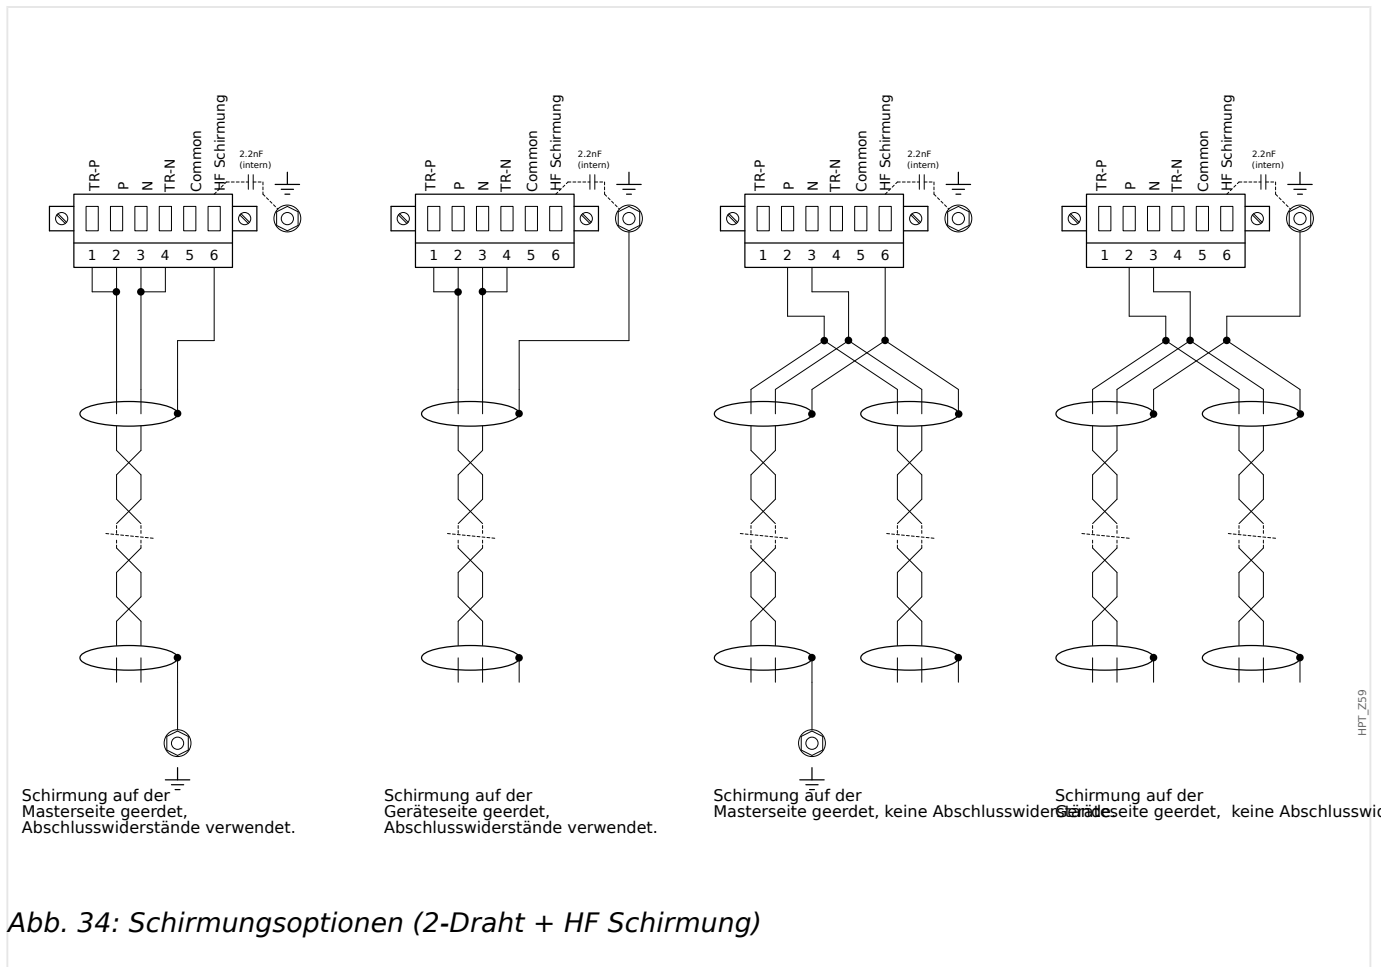 TR-P
P
N
TR-N
Common
HF Schirmung
2.2nF
(intern)
1 2 3 4 5 6
TR-P
P
N
TR-N
Common
HF Schirmung
2.2nF
(intern)
1 2 3 4 5 6
TR-P
P
N
TR-N
Common
HF Schirmung
2.2nF
(intern)
1 2 3 4 5 6
TR-P
P
N
TR-N
Common
HF Schirmung
2.2nF
(intern)
1 2 3 4 5 6
HPT_Z59
Schirmung auf der
Masterseite geerdet,
Abschlusswiderstände verwendet.
Schirmung auf der
Geräteseite geerdet,
Abschlusswiderstände verwendet.
Schirmung auf der
Masterseite geerdet, keine Abschlusswiderstände.
Schirmung auf der
Geräteseite geerdet, keine
Abb. 34: Schirmungsoptionen (2-Draht + HF Schirmung)